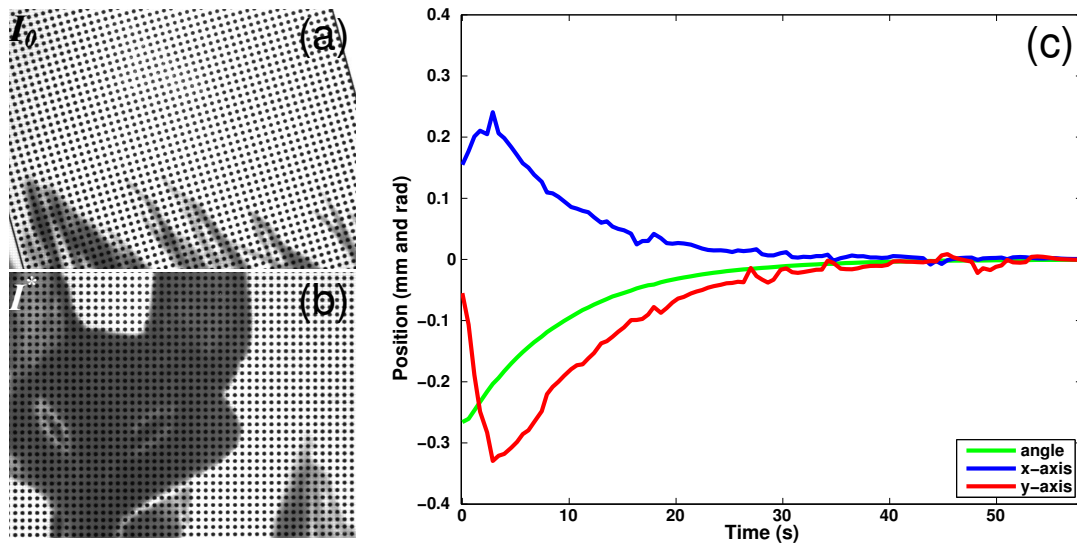 I0
(a)
I*
(b)
(c)
Position (mm and rad)
0.4
0.3
0.2
0.1
0
−0.1
−0.2
−0.3
−0.4
0 10 20 30 40 50
Time (s)
angle
x−axis
y−axis